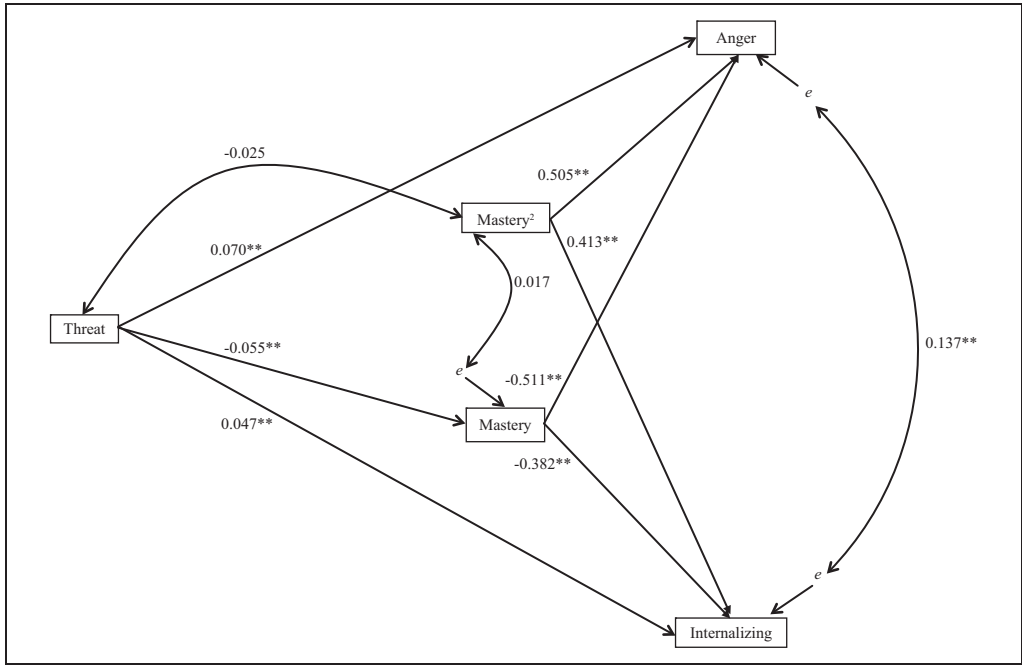 Anger
e
-0.025
0.505**
Mastery²
0.413**
0.070**
0.017
Threat
-0.055**
0.137**
e
-0.511**
0.047**
Mastery
-0.382**
e
Internalizing